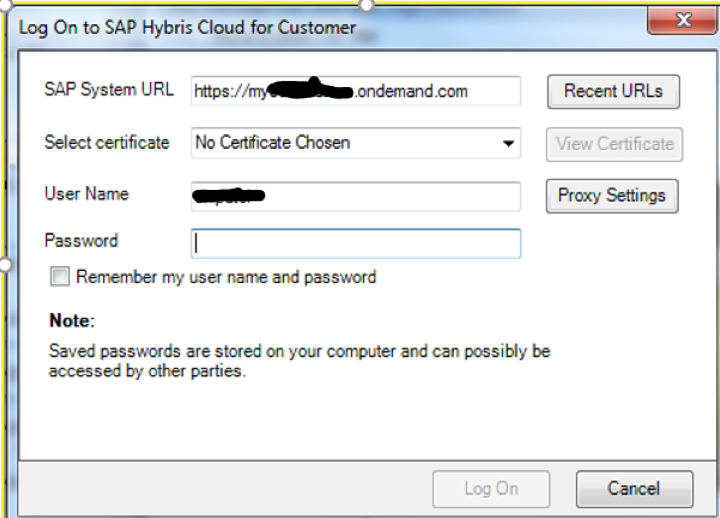 Log On to SAP Hybris Cloud for Customer
SAP System URL https://my .ondemand.com Recent URLs
Select certificate No Certificate Chosen View Certificate
User Name Proxy Settings
Password
Remember my user name and password
Note:
Saved passwords are stored on your computer and can possibly be
accessed by other parties.
Log On Cancel